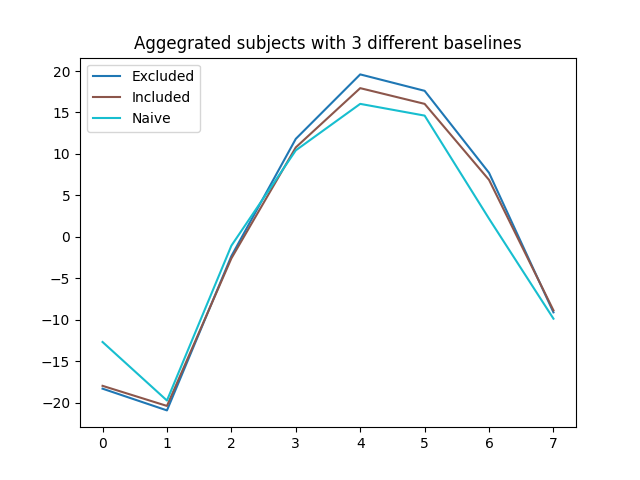 Aggegrated subjects with 3 different baselines
Excluded
Included
Naive
20
15
10
5
0
−5
−10
−15
−20
0 1 2 3 4 5 6 7